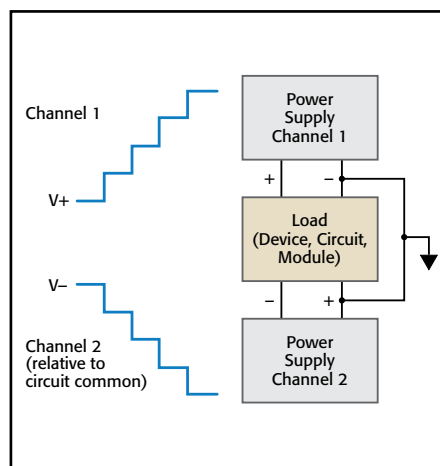 Channel 1
V+
V–
Channel 2
(relative to
circuit common)
Power
Supply
Channel 1
+ –
Load
(Device, Circuit,
Module)
– +
Power
Supply
Channel 2